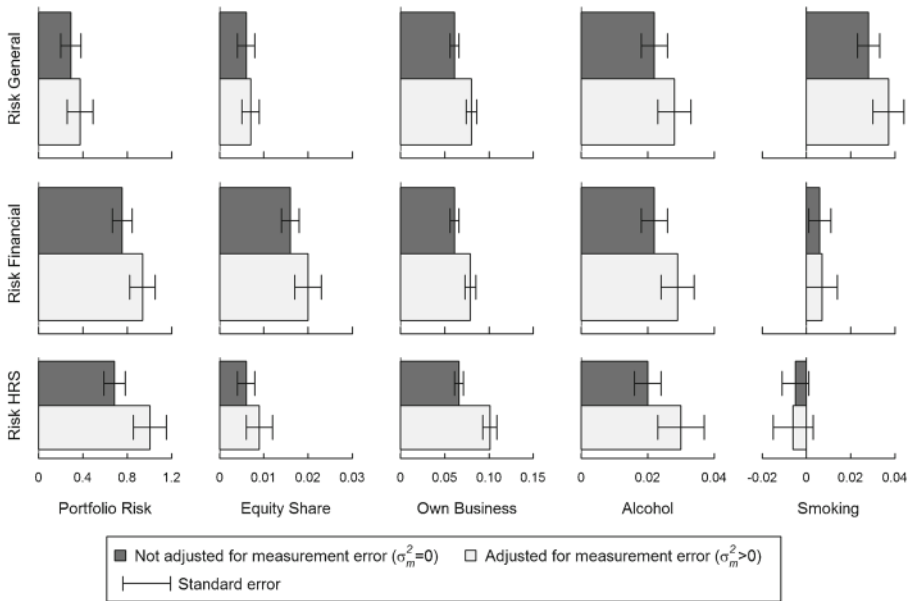 Risk General
Risk Financial
Risk HRS
0 0.4 0.8 1.2
0 0.01 0.02 0.03
0 0.05 0.10 0.15
0 0.02 0.04
-0.02 0 0.02 0.04
Portfolio Risk
Equity Share
Own Business
Alcohol
Smoking
Not adjusted for measurement error (σ²ₘ=0)
Adjusted for measurement error (σ²ₘ>0)
Standard error